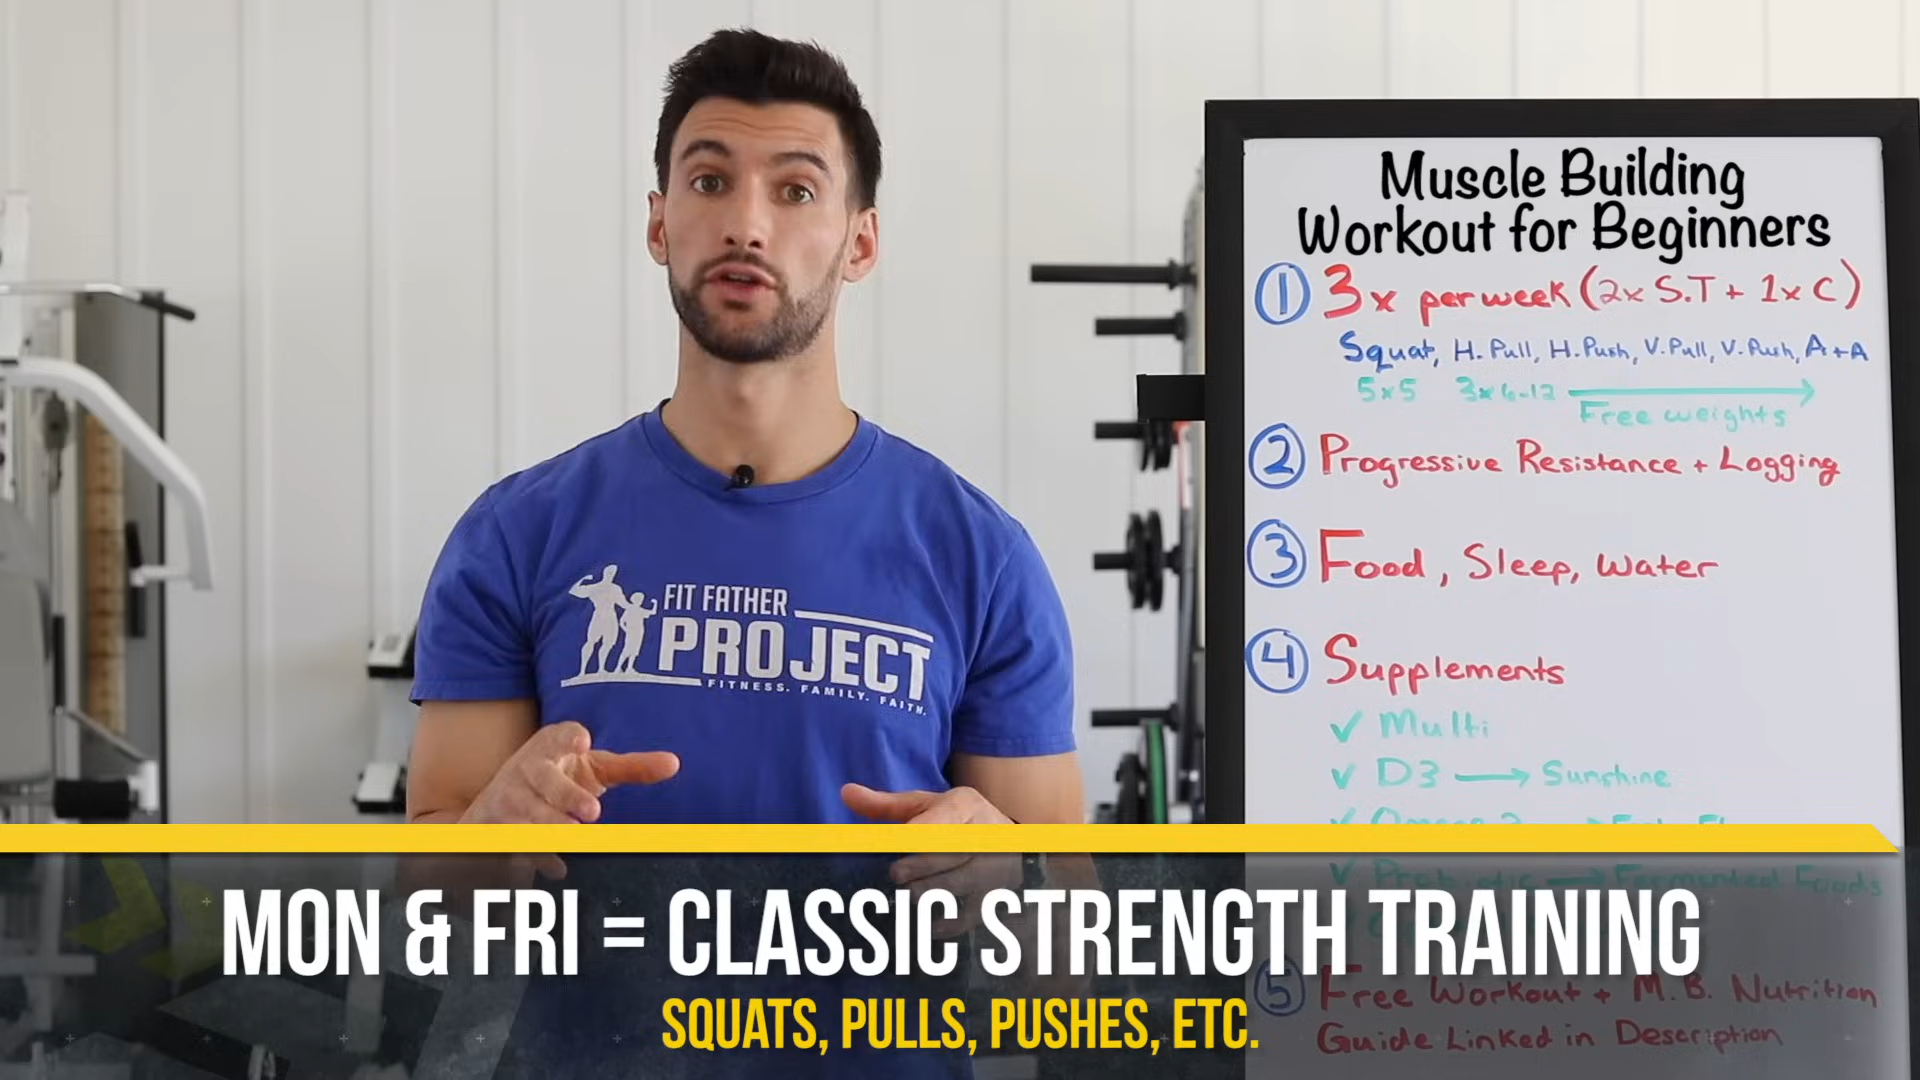 FIT FATHER
PROJECT
FITNESS. FAMILY. FAITH.
Muscle Building
Workout for Beginners
1 3x per week (2x S.T + 1x C)
Squat, H. Pull, H. Push, V. Pull, V. Push, A + A
5x5 3x6-12
Free weights
2 Progressive Resistance + Logging
3 Food, Sleep, Water
4 Supplements
✓ Multi
✓ D3 → Sunshine
✓ Probiotic → Fermented Foods
5 Free Workout + M.B. Nutrition
Guide Linked in Description
MON & FRI = CLASSIC STRENGTH TRAINING
SQUATS, PULLS, PUSHES, ETC.